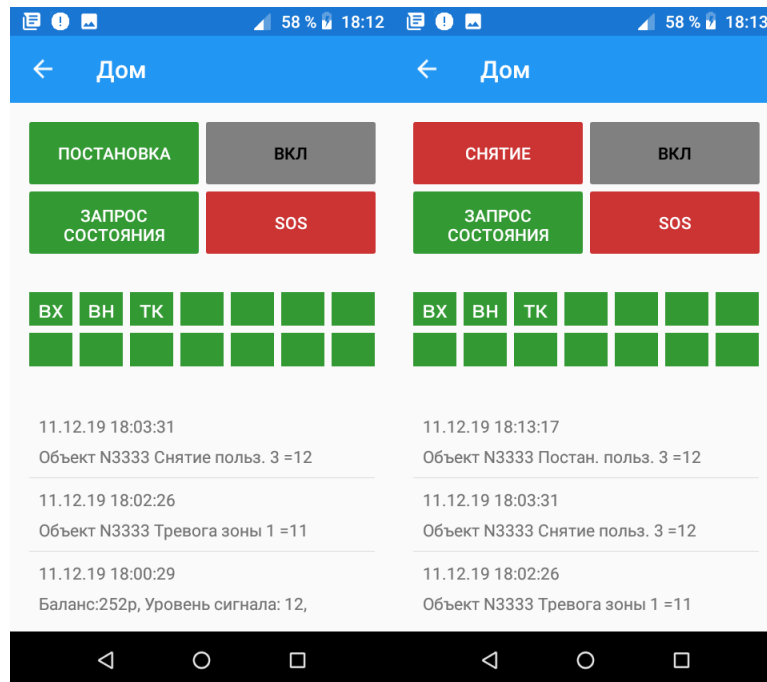 58 % 18:12
Дом
ПОСТАНОВКА
ВКЛ
ЗАПРОС
СОСТОЯНИЯ
SOS
ВХ ВН ТК
11.12.19 18:03:31
Объект N3333 Снятие польз. 3 =12
11.12.19 18:02:26
Объект N3333 Тревога зоны 1 =11
11.12.19 18:00:29
Баланс:252р, Уровень сигнала: 12,
58 % 18:13
Дом
СНЯТИЕ
ВКЛ
ЗАПРОС
СОСТОЯНИЯ
SOS
ВХ ВН ТК
11.12.19 18:13:17
Объект N3333 Постан. польз. 3 =12
11.12.19 18:03:31
Объект N3333 Снятие польз. 3 =12
11.12.19 18:02:26
Объект N3333 Тревога зоны 1 =11